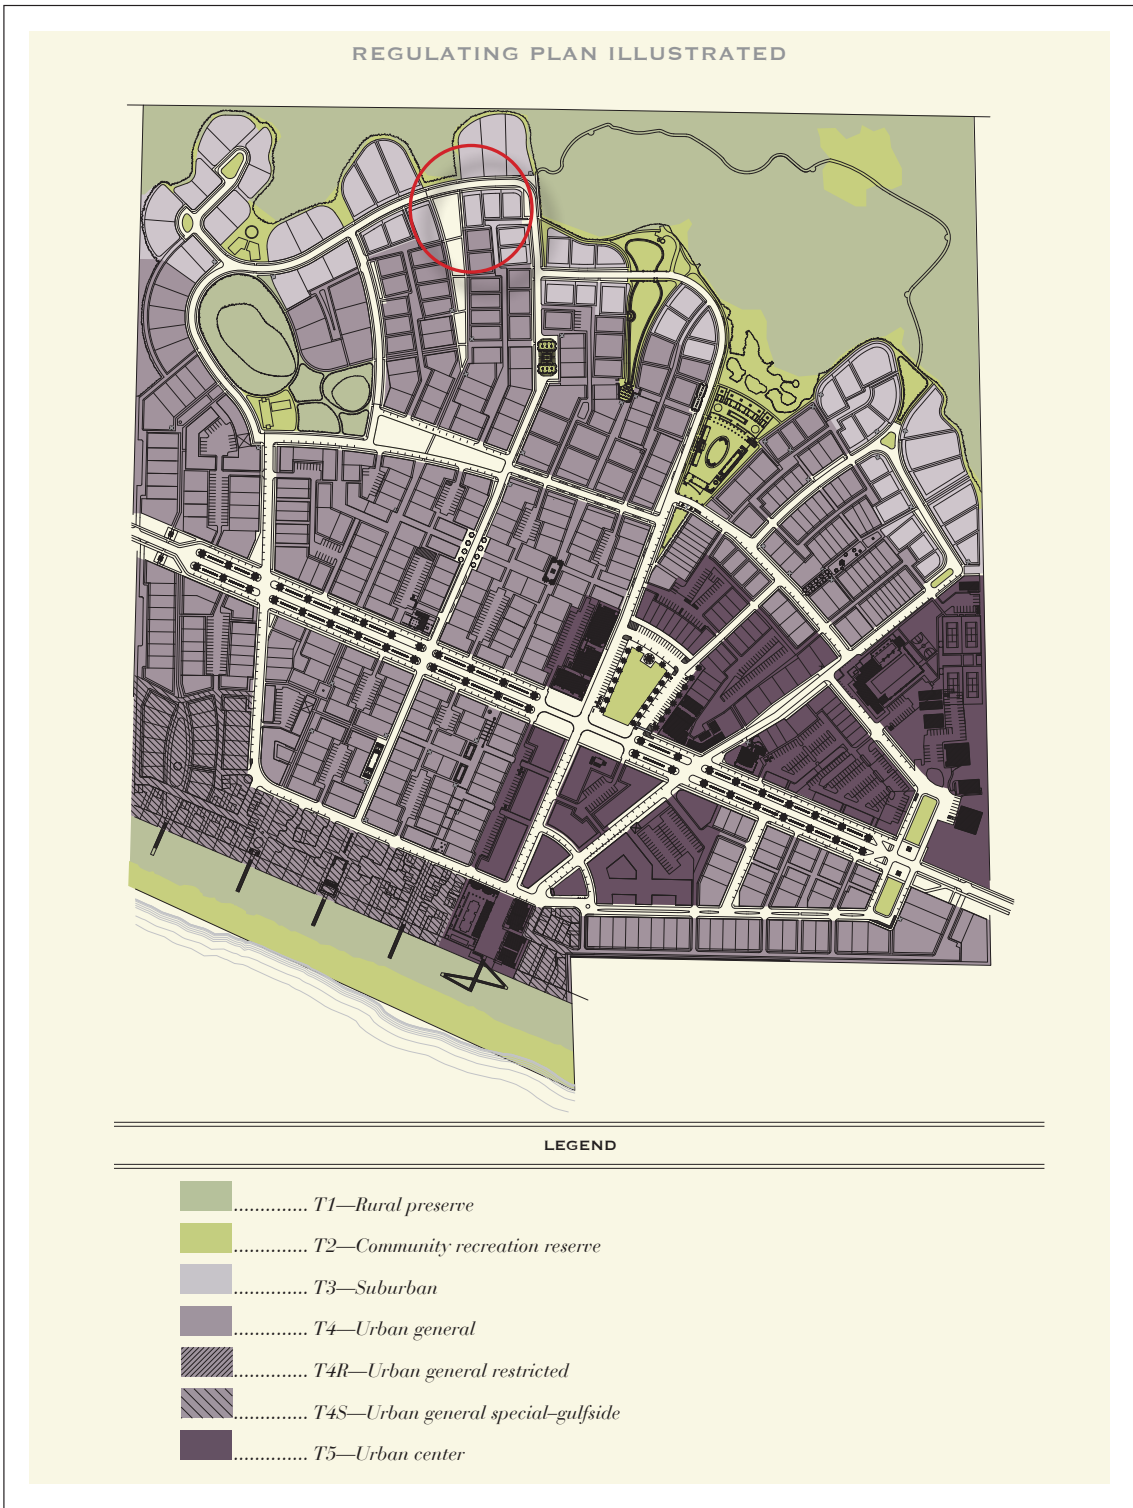 REGULATING PLAN ILLUSTRATED
LEGEND
.............. T1—Rural preserve
.............. T2—Community recreation reserve
.............. T3—Suburban
.............. T4—Urban general
.............. T4R—Urban general restricted
.............. T4S—Urban general special–gulfside
.............. T5—Urban center